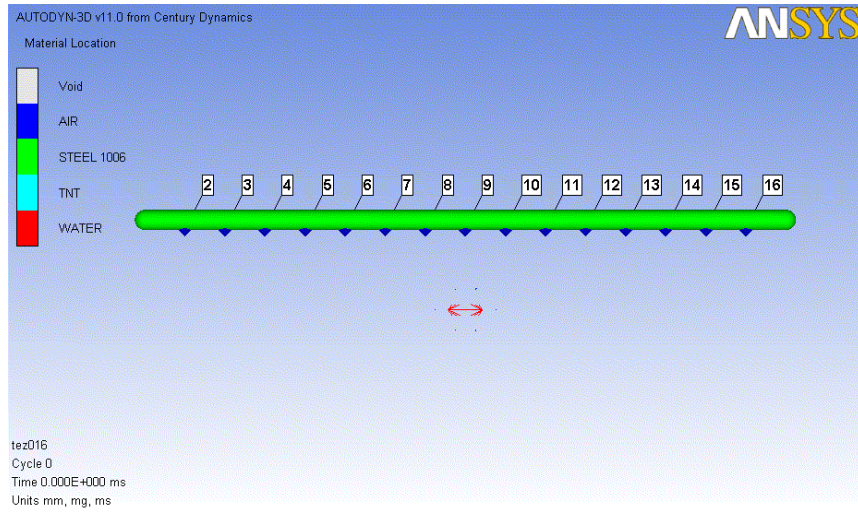 AUTODYN-3D v11.0 from Century Dynamics
ANSYS
Material Location
Void
AIR
STEEL 1006
TNT
WATER
2 3 4 5 6 7 8 9 10 11 12 13 14 15 16
tez016
Cycle 0
Time 0.000E+000 ms
Units mm, mg, ms